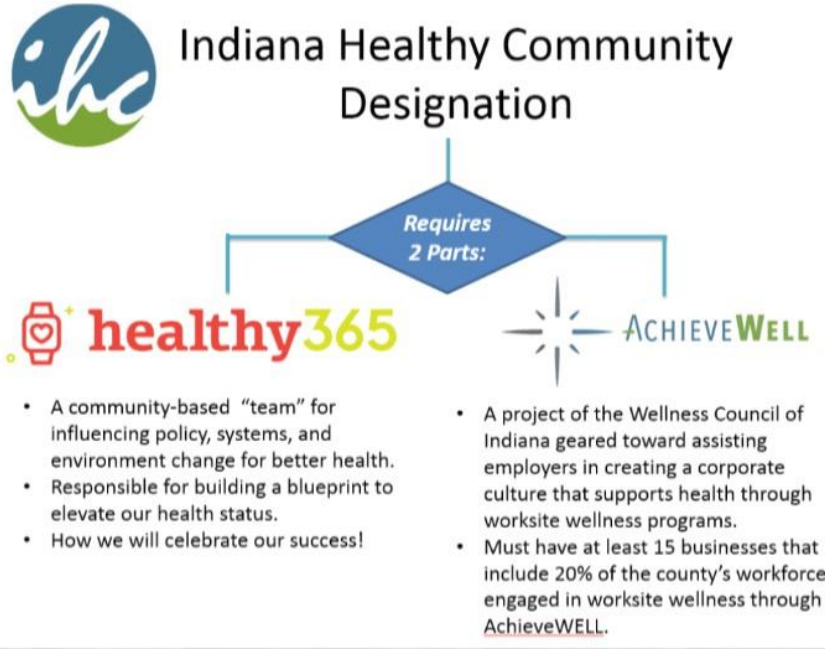 ihc
Indiana Healthy Community
Designation
Requires
2 Parts:
healthy365
• A community-based “team” for
influencing policy, systems, and
environment change for better health.
• Responsible for building a blueprint to
elevate our health status.
• How we will celebrate our success!
ACHIEVEWELL
• A project of the Wellness Council of
Indiana geared toward assisting
employers in creating a corporate
culture that supports health through
worksite wellness programs.
• Must have at least 15 businesses that
include 20% of the county’s workforce
engaged in worksite wellness through
AchieveWELL.